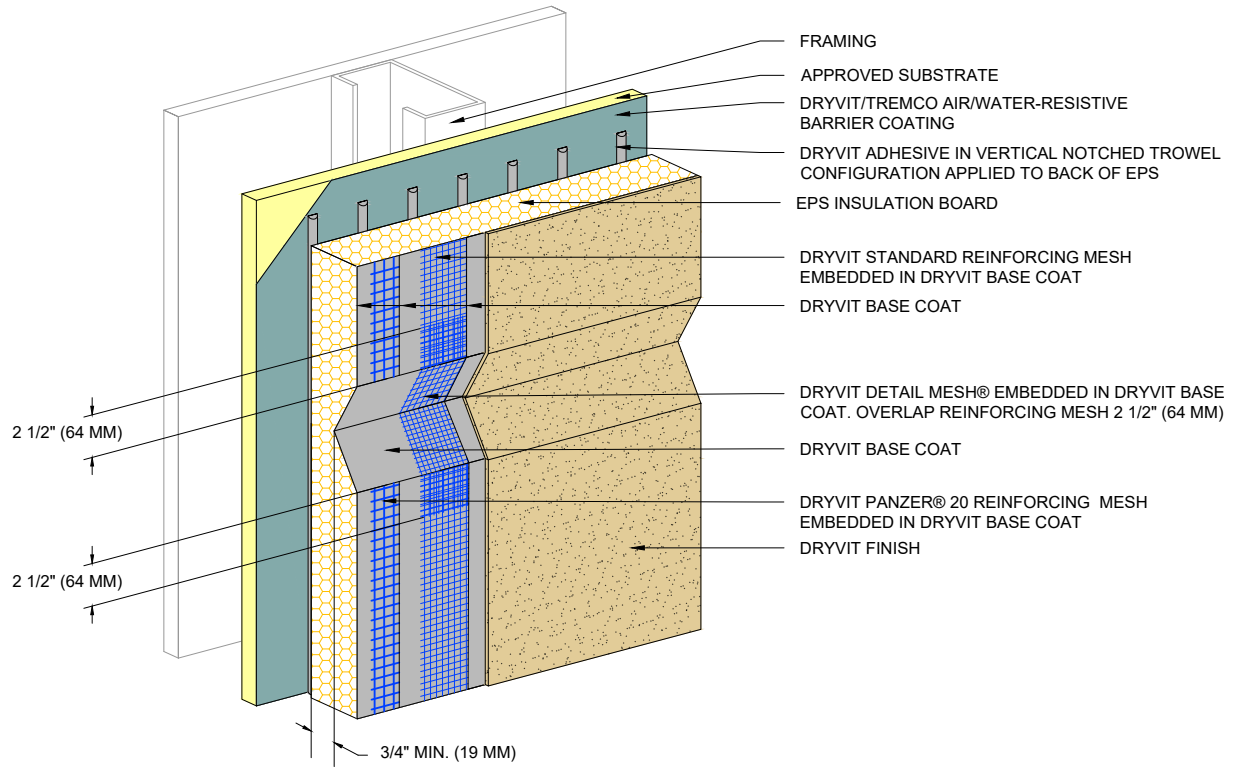 FRAMING
APPROVED SUBSTRATE
DRYVIT/TREMCO AIR/WATER-RESISTIVE
BARRIER COATING
DRYVIT ADHESIVE IN VERTICAL NOTCHED TROWEL
CONFIGURATION APPLIED TO BACK OF EPS
EPS INSULATION BOARD
DRYVIT STANDARD REINFORCING MESH
EMBEDDED IN DRYVIT BASE COAT
DRYVIT BASE COAT
DRYVIT DETAIL MESH® EMBEDDED IN DRYVIT BASE
COAT. OVERLAP REINFORCING MESH 2 1/2" (64 MM)
DRYVIT BASE COAT
DRYVIT PANZER® 20 REINFORCING MESH
EMBEDDED IN DRYVIT BASE COAT
DRYVIT FINISH
2 1/2" (64 MM)
2 1/2" (64 MM)
3/4" MIN. (19 MM)